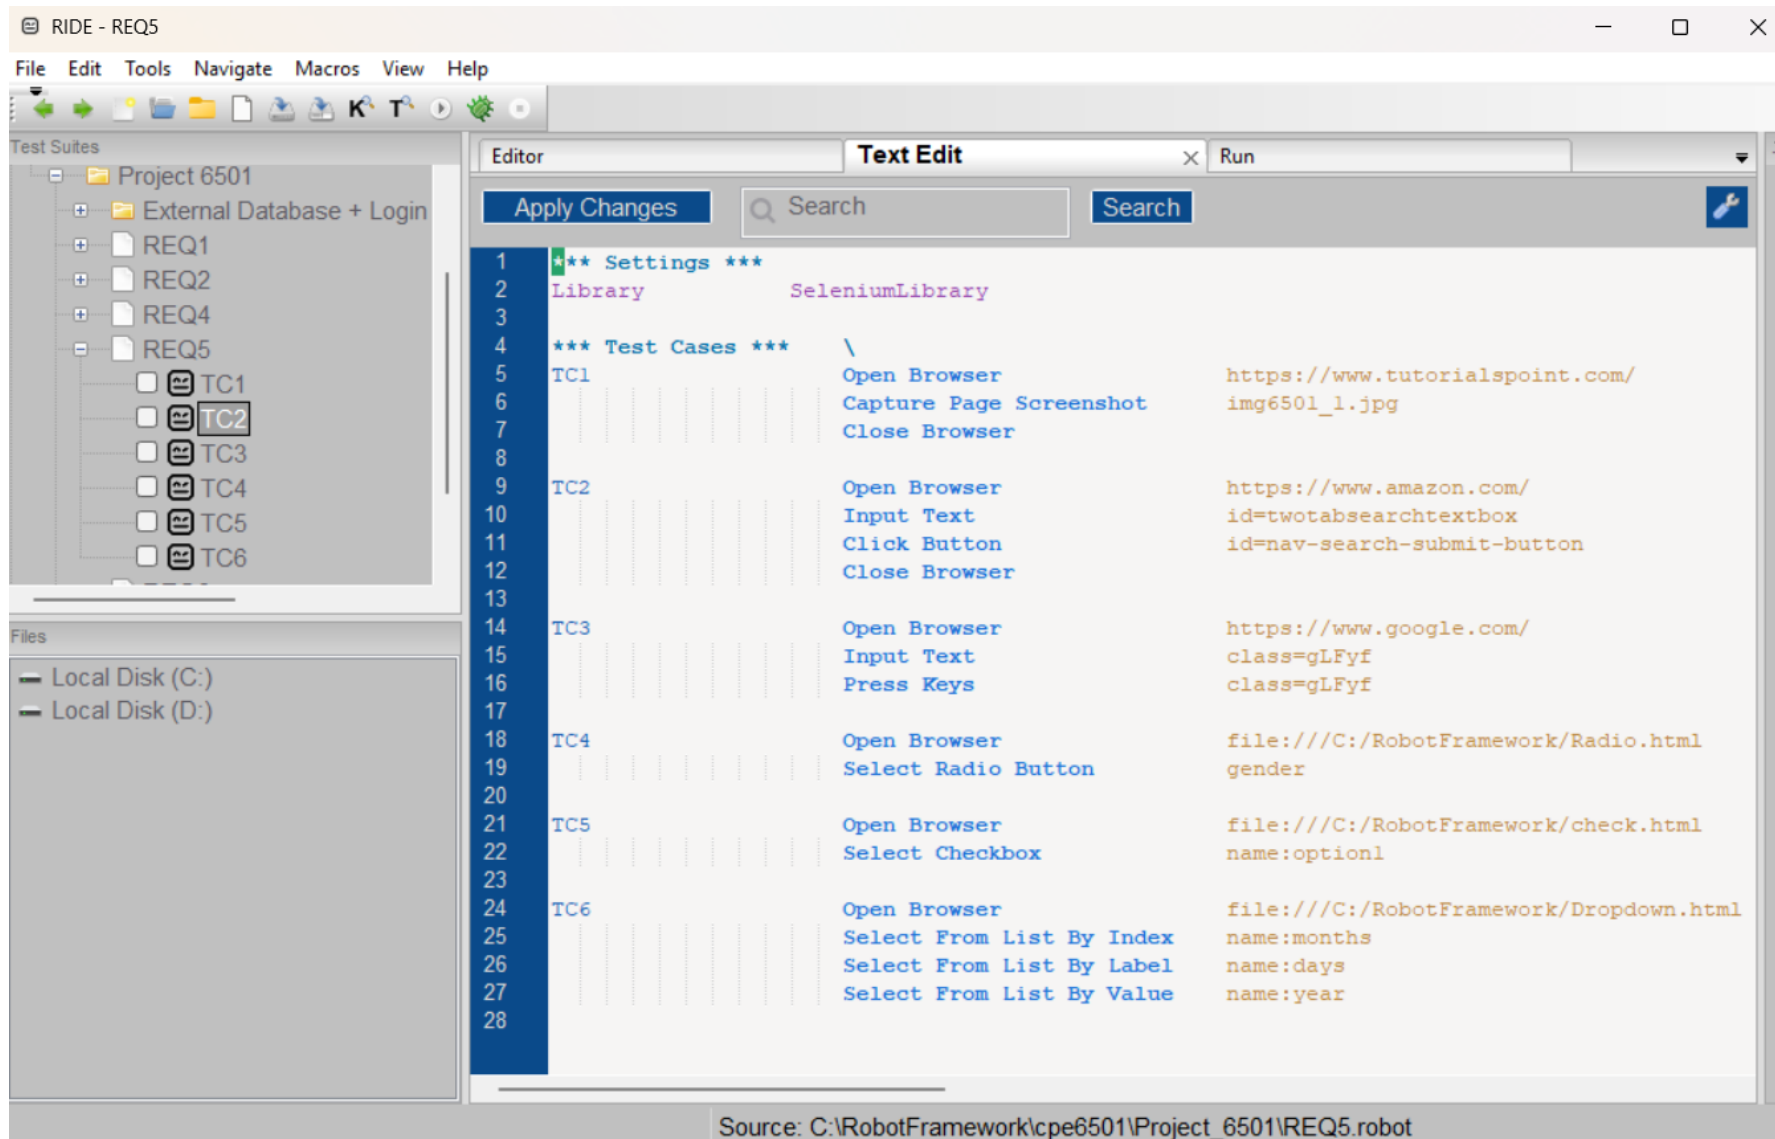 RIDE - REQ5
File Edit Tools Navigate Macros View Help
Test Suites
Project 6501
External Database + Login
REQ1
REQ2
REQ4
REQ5
TC1
TC2
TC3
TC4
TC5
TC6
Files
Local Disk (C:)
Local Disk (D:)
Editor Text Edit Run
Apply Changes Search Search
1 *** Settings ***
2 Library SeleniumLibrary
3
4 *** Test Cases *** \
5 TC1 Open Browser https://www.tutorialspoint.com/
6 Capture Page Screenshot img6501_1.jpg
7 Close Browser
8
9 TC2 Open Browser https://www.amazon.com/
10 Input Text id=twotabsearchtextbox
11 Click Button id=nav-search-submit-button
12 Close Browser
13
14 TC3 Open Browser https://www.google.com/
15 Input Text class=gLFyf
16 Press Keys class=gLFyf
17
18 TC4 Open Browser file:///C:/RobotFramework/Radio.html
19 Select Radio Button gender
20
21 TC5 Open Browser file:///C:/RobotFramework/check.html
22 Select Checkbox name:option1
23
24 TC6 Open Browser file:///C:/RobotFramework/Dropdown.html
25 Select From List By Index name:months
26 Select From List By Label name:days
27 Select From List By Value name:year
28
Source: C:\RobotFramework\cpe6501\Project_6501\REQ5.robot